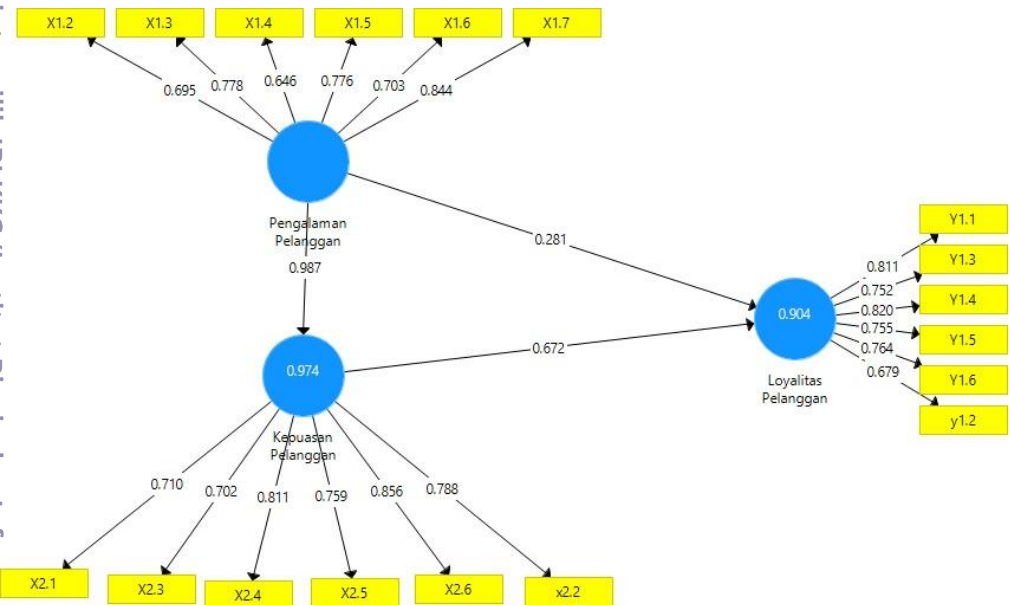 X1.2
X1.3
X1.4
X1.5
X1.6
X1.7
0.695
0.778
0.646
0.776
0.703
0.844
Pengalaman
Pelanggan
0.987
0.281
Y1.1
Y1.3
Y1.4
Y1.5
Y1.6
y1.2
0.811
0.752
0.820
0.755
0.764
0.679
0.904
Loyalitas
Pelanggan
0.672
0.974
Kepuasan
Pelanggan
0.710
0.702
0.811
0.759
0.856
0.788
X2.1
X2.3
X2.4
X2.5
X2.6
x2.2